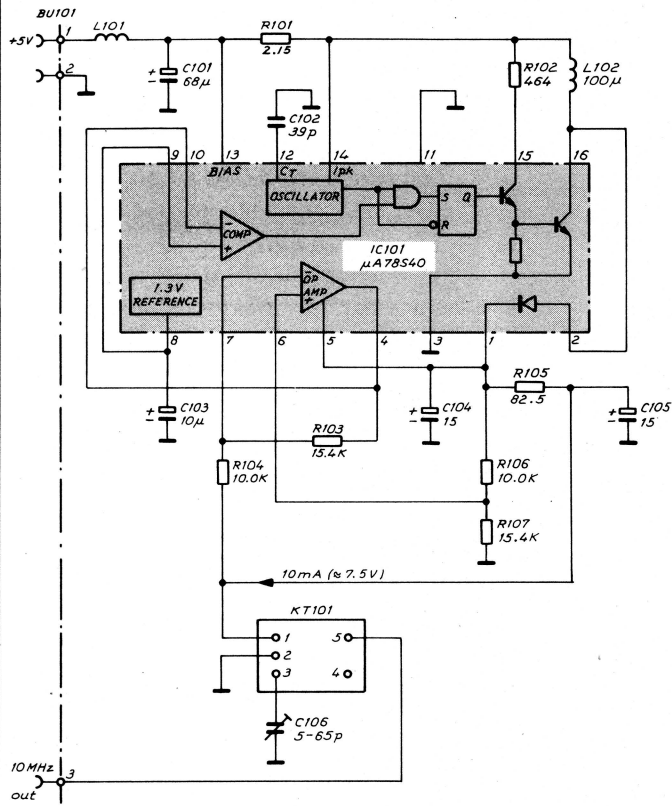 BU101
+5V 1
L101
R101
2.15
2
+
-
C101
68µ
C102
39p
R102
464
L102
100µ
9 10 13 12 14 11 15 16
BIAS
CT
Ipk
OSCILLATOR
-
COMP
+
S Q
R
IC101
µA78S40
1.3V
REFERENCE
-
OP
AMP
+
8 7 6 5 4 3 1 2
+
-
C103
10µ
R103
15.4K
+
-
C104
15
R105
82.5
+
-
C105
15
R104
10.0K
R106
10.0K
R107
15.4K
10mA (≈7.5V)
KT101
1 5
2
3 4
C106
5-65p
10MHz 3
out